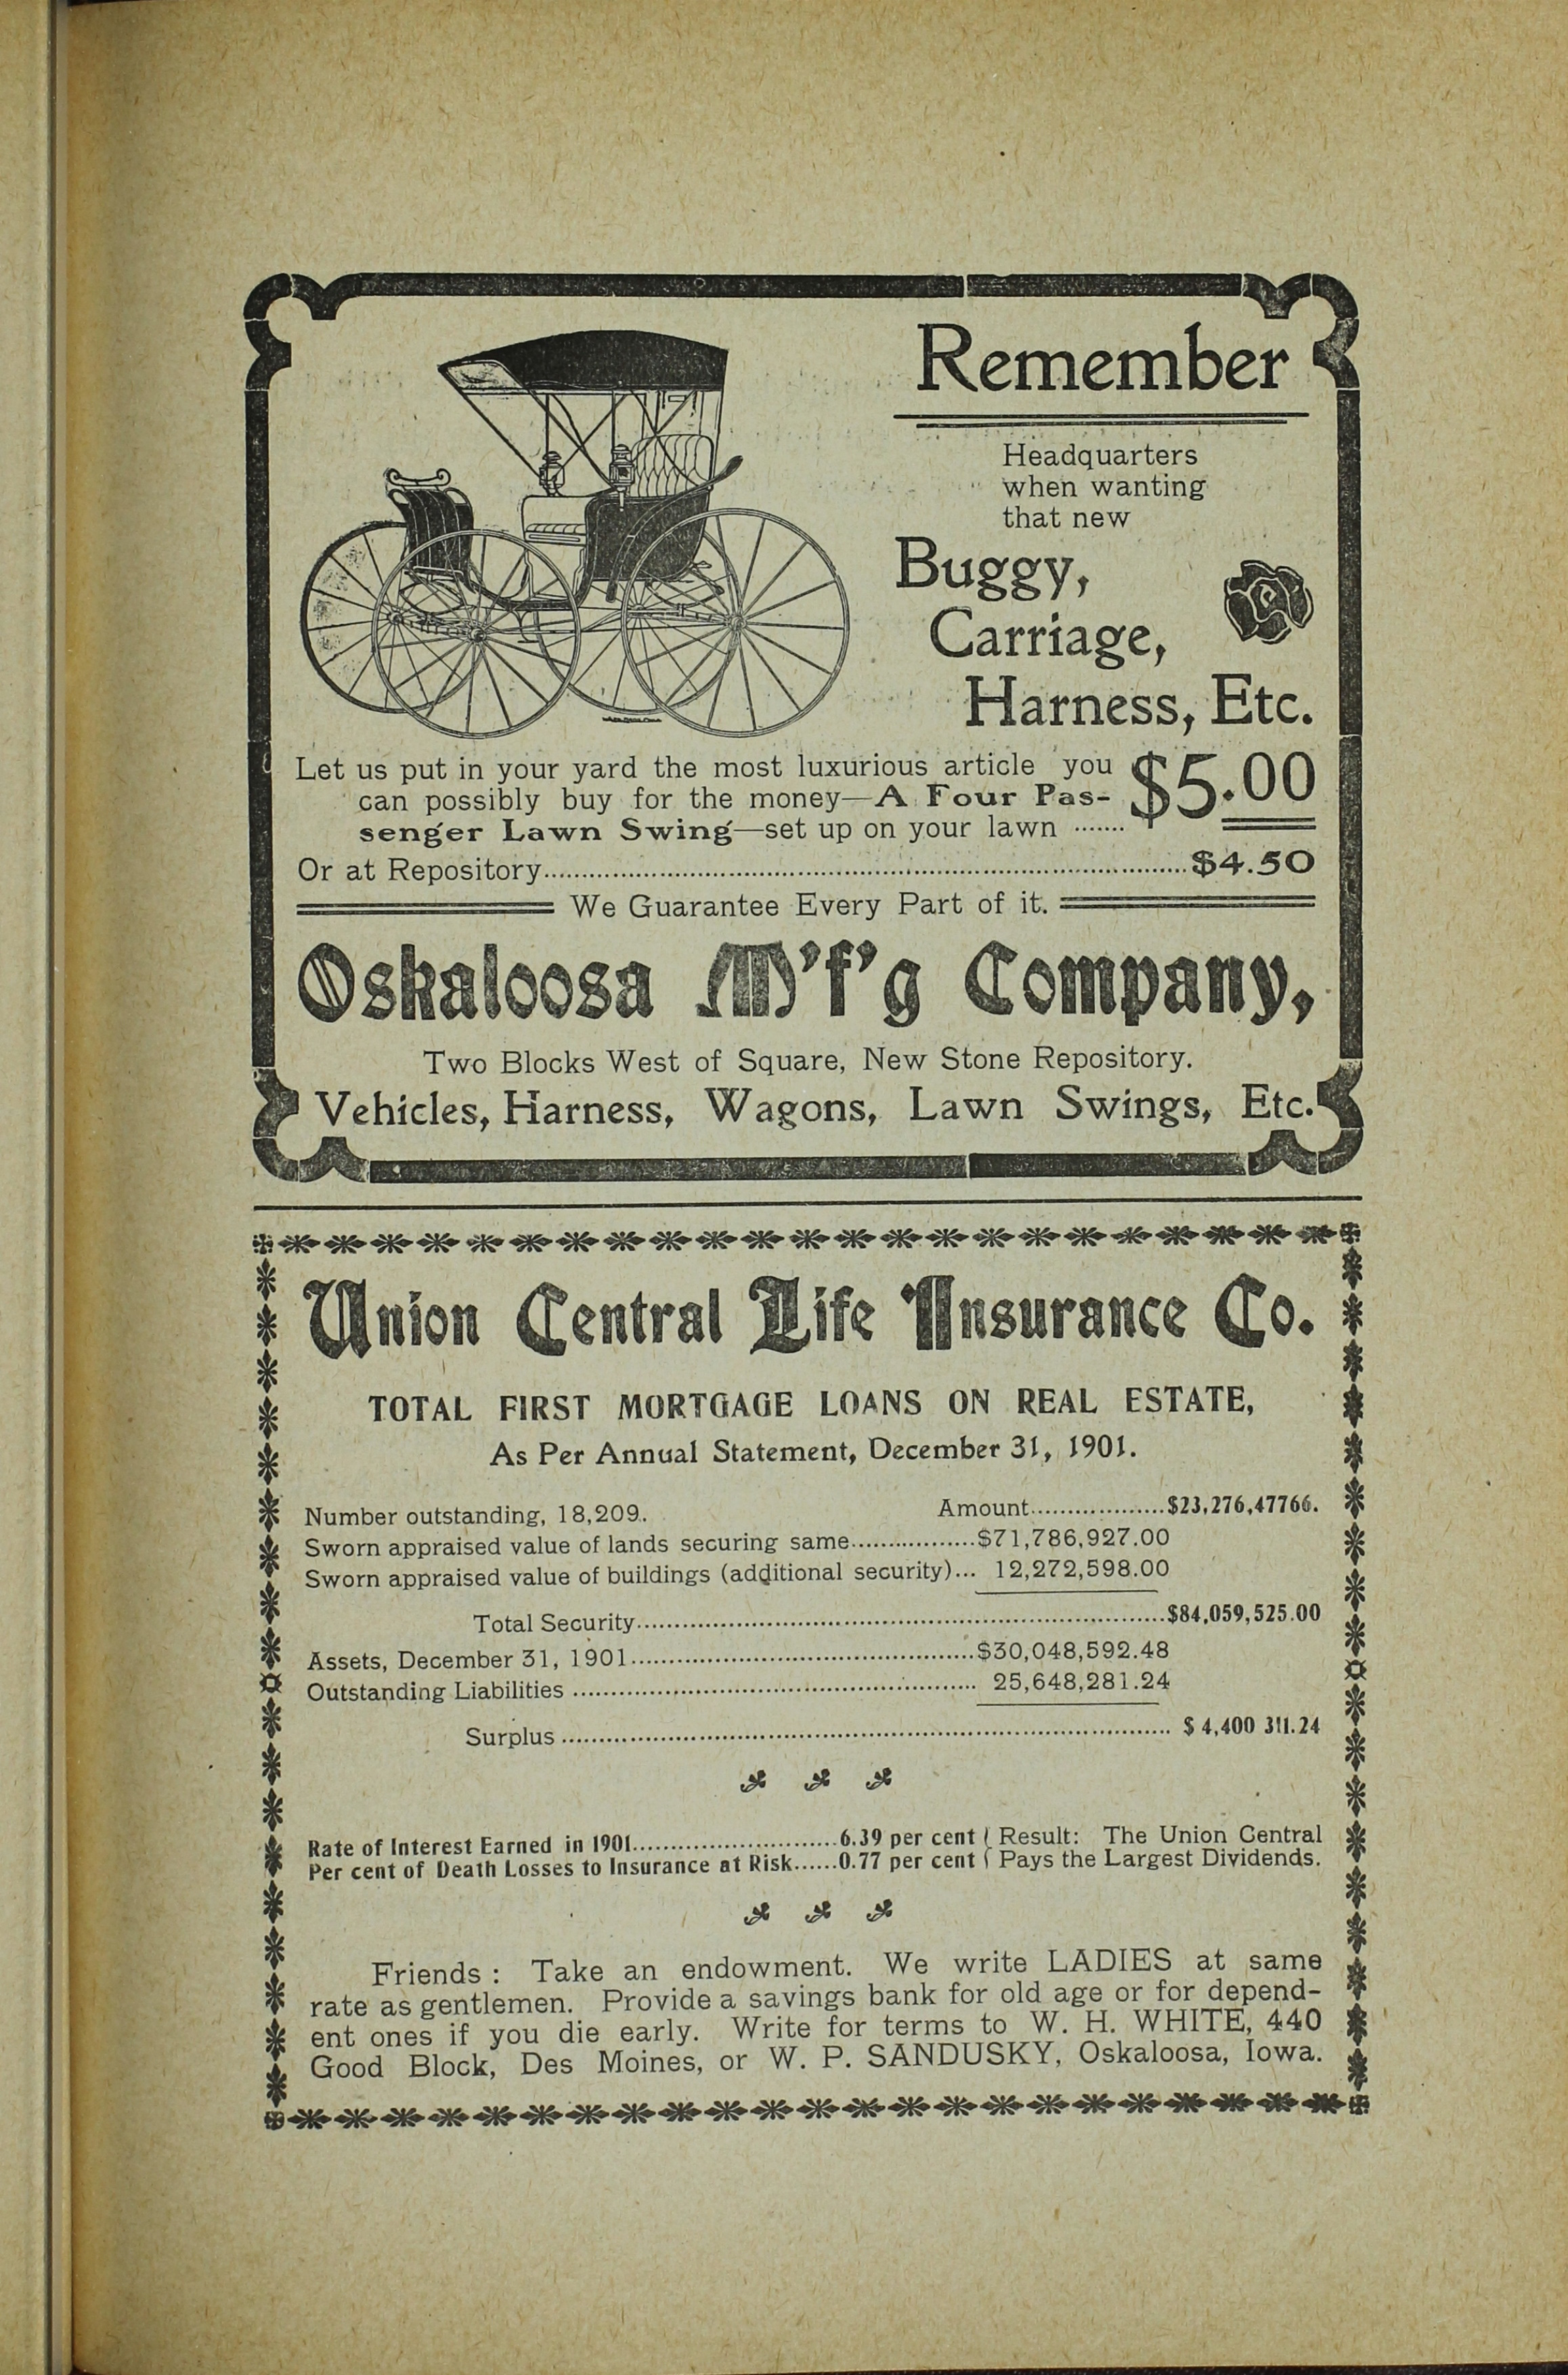 Remember
Headquarters
when wanting
that new
Buggy,
Carriage,
Harness, Etc.
Let us put in your yard the most luxurious article you
can possibly buy for the money—A Four Pas-
senger Lawn Swing—set up on your lawn ....... $5.00
Or at Repository.......................................................................................$4.50
We Guarantee Every Part of it.
Oskaloosa M'f'g Company,
Two Blocks West of Square, New Stone Repository.
Vehicles, Harness, Wagons, Lawn Swings, Etc.
Union Central Life Insurance Co.
TOTAL FIRST MORTGAGE LOANS ON REAL ESTATE,
As Per Annual Statement, December 31, 1901.
Number outstanding, 18,209. Amount..................$23,276,47766.
Sworn appraised value of lands securing same.................$71,786,927.00
Sworn appraised value of buildings (additional security)... 12,272,598.00
Total Security......................................................................$84,059,525.00
Assets, December 31, 1901.............................................$30,048,592.48
Outstanding Liabilities ..................................................... 25,648,281.24
Surplus ................................................................................ $ 4,400 311.24
Rate of Interest Earned in 1901...........................6.39 per cent ( Result: The Union Central
Per cent of Death Losses to Insurance at Risk......0.77 per cent ( Pays the Largest Dividends.
Friends : Take an endowment. We write LADIES at same
rate as gentlemen. Provide a savings bank for old age or for depend-
ent ones if you die early. Write for terms to W. H. WHITE, 440
Good Block, Des Moines, or W. P. SANDUSKY, Oskaloosa, Iowa.